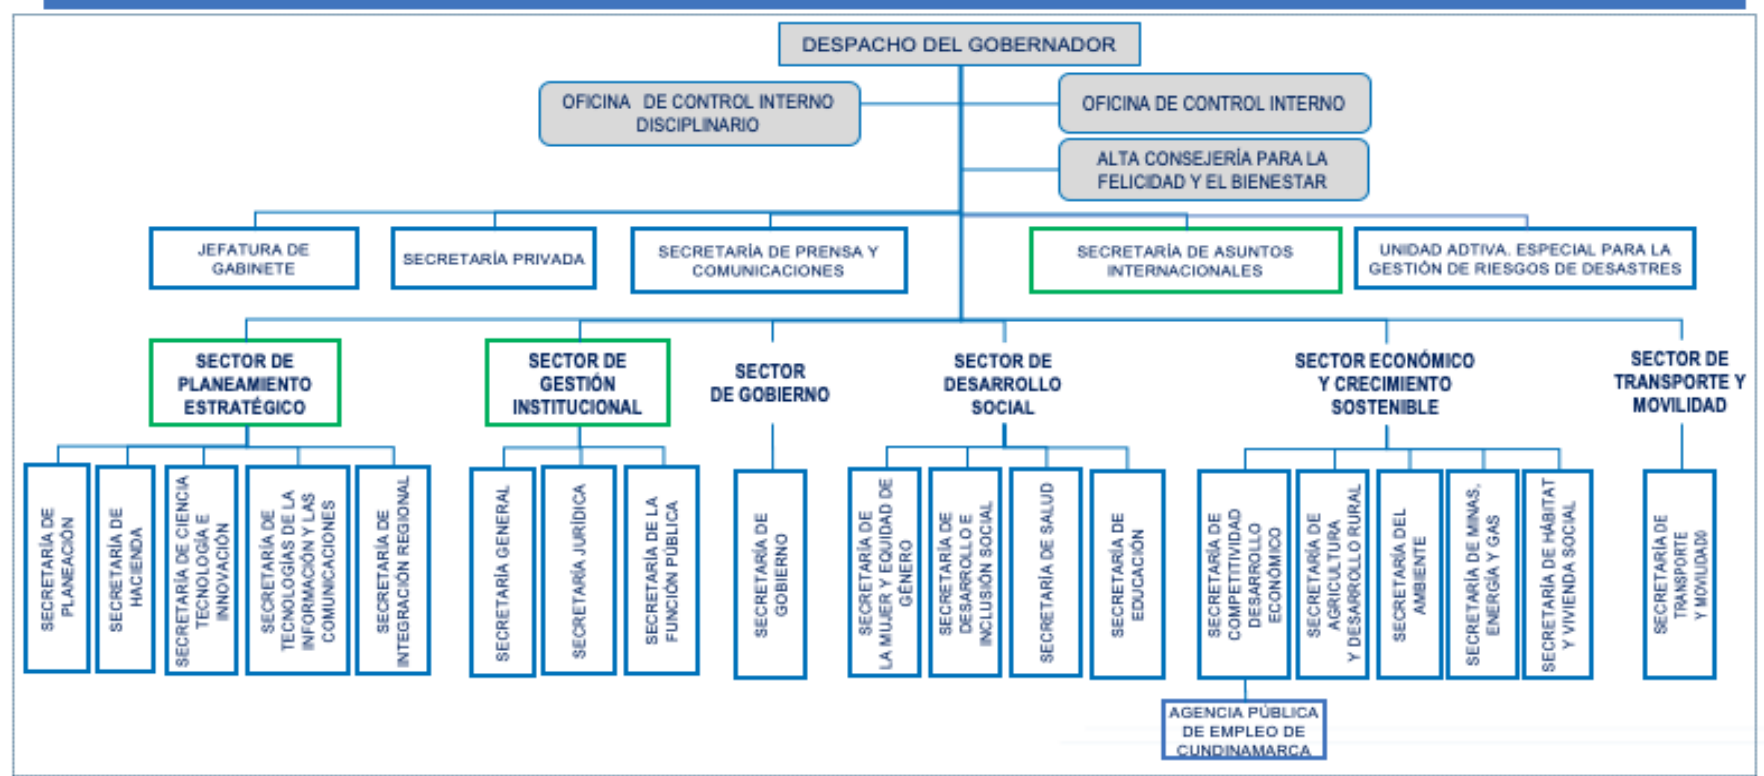 DESPACHO DEL GOBERNADOR
OFICINA DE CONTROL INTERNO
DISCIPLINARIO
OFICINA DE CONTROL INTERNO
ALTA CONSEJERÍA PARA LA
FELICIDAD Y EL BIENESTAR
JEFATURA DE
GABINETE
SECRETARÍA PRIVADA
SECRETARÍA DE PRENSA Y
COMUNICACIONES
SECRETARÍA DE ASUNTOS
INTERNACIONALES
UNIDAD ADTIVA. ESPECIAL PARA LA
GESTIÓN DE RIESGOS DE DESASTRES
SECTOR DE
PLANEAMIENTO
ESTRATÉGICO
SECTOR DE
GESTIÓN
INSTITUCIONAL
SECTOR
DE GOBIERNO
SECTOR DE
DESARROLLO
SOCIAL
SECTOR ECONÓMICO
Y CRECIMIENTO
SOSTENIBLE
SECTOR DE
TRANSPORTE Y
MOVILIDAD
SECRETARÍA DE
PLANEACIÓN
SECRETARÍA DE
HACIENDA
SECRETARÍA DE CIENCIA
TECNOLOGÍA E
INNOVACIÓN
SECRETARÍA DE
TECNOLOGÍAS DE LA
INFORMACIÓN Y LAS
COMUNICACIONES
SECRETARÍA DE
INTEGRACIÓN REGIONAL
SECRETARÍA GENERAL
SECRETARÍA JURÍDICA
SECRETARÍA DE LA
FUNCIÓN PÚBLICA
SECRETARÍA DE
GOBIERNO
SECRETARÍA DE
LA MUJER Y EQUIDAD DE
GÉNERO
SECRETARÍA DE
DESARROLLO E
INCLUSIÓN SOCIAL
SECRETARÍA DE SALUD
SECRETARÍA DE
EDUCACIÓN
SECRETARÍA DE
COMPETITIVIDAD
DESARROLLO
ECONÓMICO
SECRETARÍA DE
AGRICULTURA
Y DESARROLLO RURAL
SECRETARÍA DEL
AMBIENTE
SECRETARÍA DE MINAS,
ENERGÍA Y GAS
SECRETARÍA DE HÁBITAT
Y VIVIENDA SOCIAL
SECRETARÍA DE
TRANSPORTE
Y MOVILIDAD
AGENCIA PÚBLICA
DE EMPLEO DE
CUNDINAMARCA